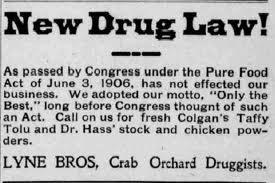 New Drug Law!
As passed by Congress under the Pure Food
Act of June 3, 1906, has not effected our
business. We adopted our motto, "Only the
Best," long before Congress thought of such
an Act. Call on us for fresh Colgan's Taffy
Tolu and Dr. Hass' stock and chicken pow-
ders.
LYNE BROS, Crab Orchard Druggists.